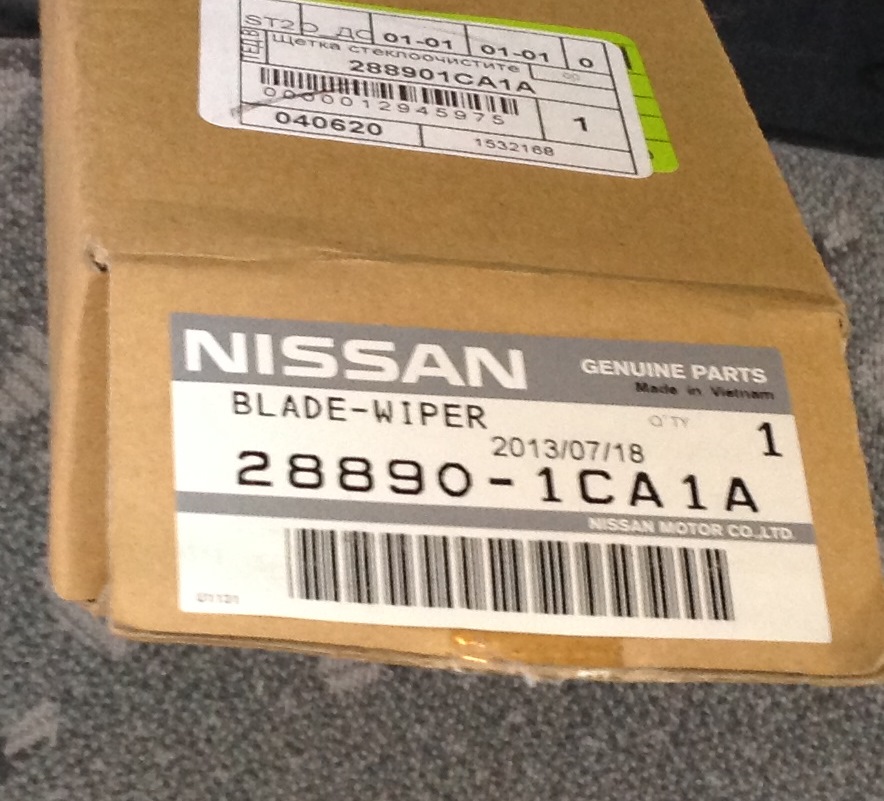 ST2D_ДС 01-01 01-01 0
Щетка стеклоочистите
288901CA1A
0000012945975 1
040620 1532168
NISSAN GENUINE PARTS
Made in Vietnam
BLADE-WIPER Q'TY 1
2013/07/18
28890-1CA1A
NISSAN MOTOR CO.,LTD.